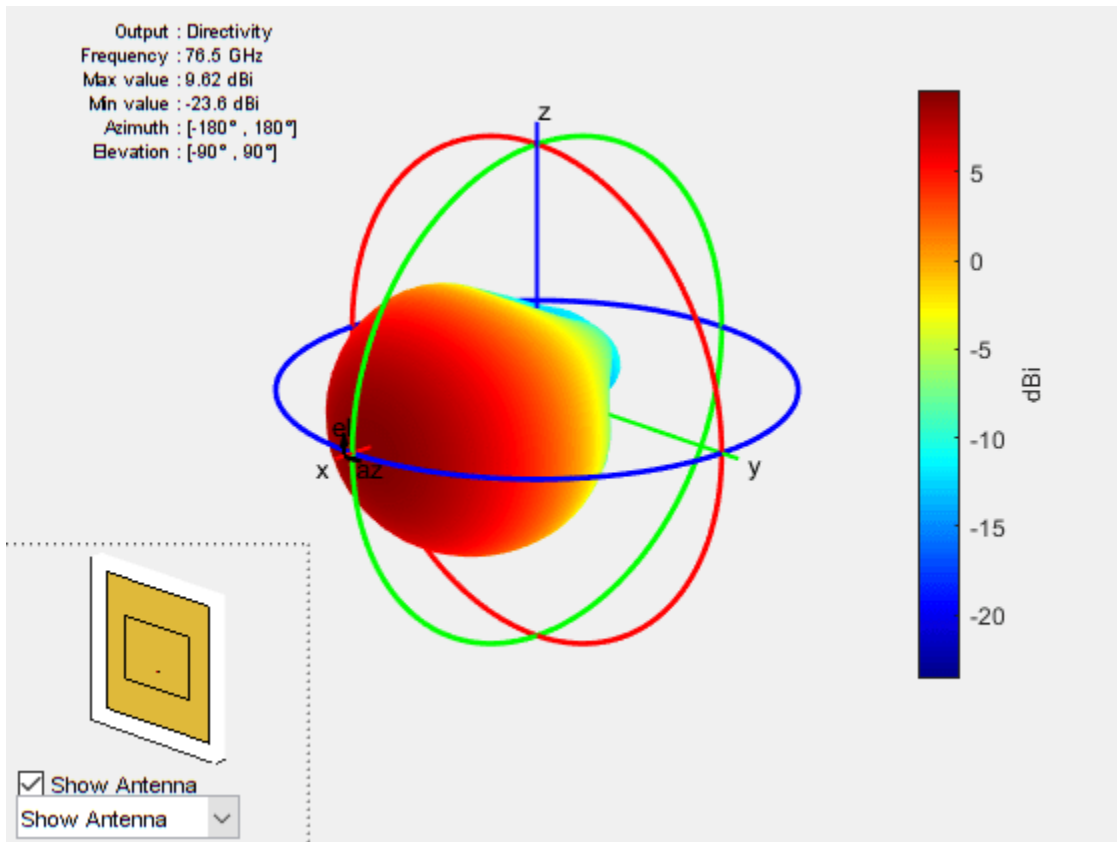 Output : Directivity
Frequency : 76.5 GHz
Max value : 9.62 dBi
Min value : -23.6 dBi
Azimuth : [-180° , 180°]
Elevation : [-90° , 90°]
z
x
y
el
az
5
0
-5
-10
-15
-20
dBi
Show Antenna
Show Antenna